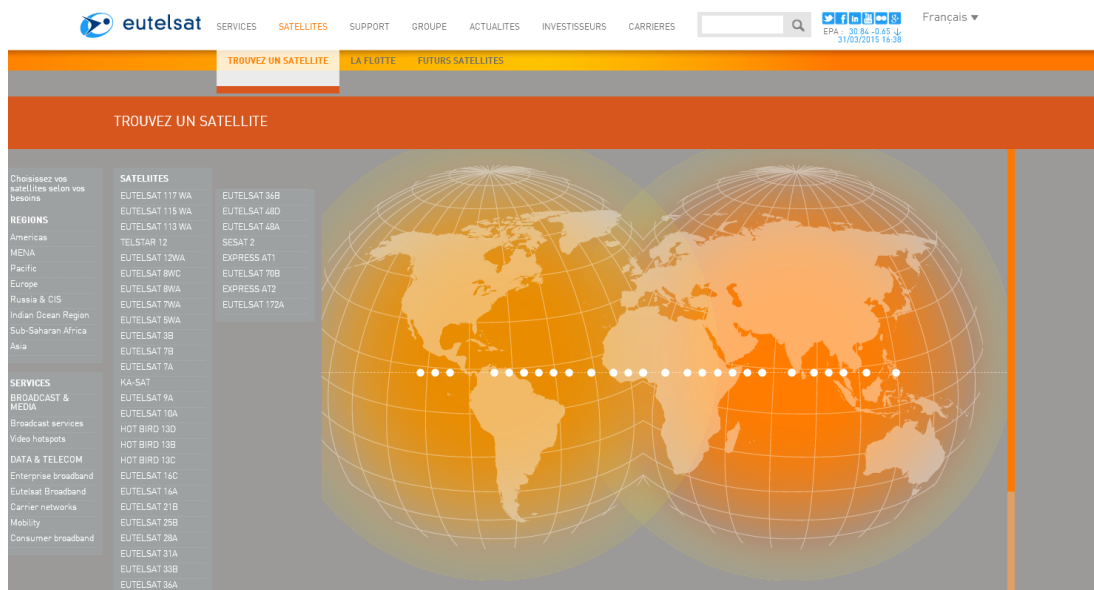 eutelsat
SERVICES SATELLITES SUPPORT GROUPE ACTUALITES INVESTISSEURS CARRIERES
EPA : 30.84 -0.65 ↓
31/03/2015 16:38
Français ▼
TROUVEZ UN SATELLITE LA FLOTTE FUTURS SATELLITES
TROUVEZ UN SATELLITE
Choisissez vos
satellites selon vos
besoins
REGIONS
Americas
MENA
Pacific
Europe
Russia & CIS
Indian Ocean Region
Sub-Saharan Africa
Asia
SERVICES
BROADCAST &
MEDIA
Broadcast services
Video hotspots
DATA & TELECOM
Enterprise broadband
Eutelsat Broadband
Carrier networks
Mobility
Consumer broadband
SATELLITES
EUTELSAT 117 WA
EUTELSAT 115 WA
EUTELSAT 113 WA
TELSTAR 12
EUTELSAT 12WA
EUTELSAT 8WC
EUTELSAT 8WA
EUTELSAT 7WA
EUTELSAT 5WA
EUTELSAT 3B
EUTELSAT 7B
EUTELSAT 7A
KA-SAT
EUTELSAT 9A
EUTELSAT 10A
HOT BIRD 13D
HOT BIRD 13B
HOT BIRD 13C
EUTELSAT 16C
EUTELSAT 16A
EUTELSAT 21B
EUTELSAT 25B
EUTELSAT 28A
EUTELSAT 31A
EUTELSAT 33B
EUTELSAT 36A
EUTELSAT 36B
EUTELSAT 48D
EUTELSAT 48A
SESAT 2
EXPRESS AT1
EUTELSAT 70B
EXPRESS AT2
EUTELSAT 172A